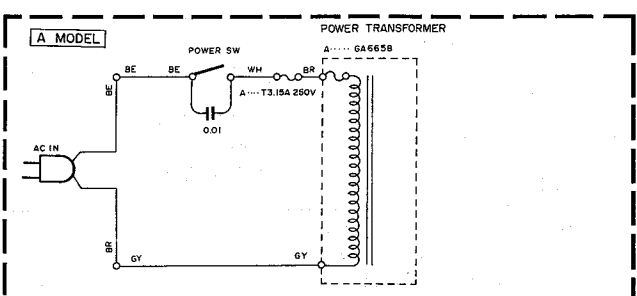 A MODEL
POWER TRANSFORMER
A····· GA6658
POWER SW
BE BE WH BR
BE
A····T3.15A 250V
0.01
AC IN
BR
GY GY